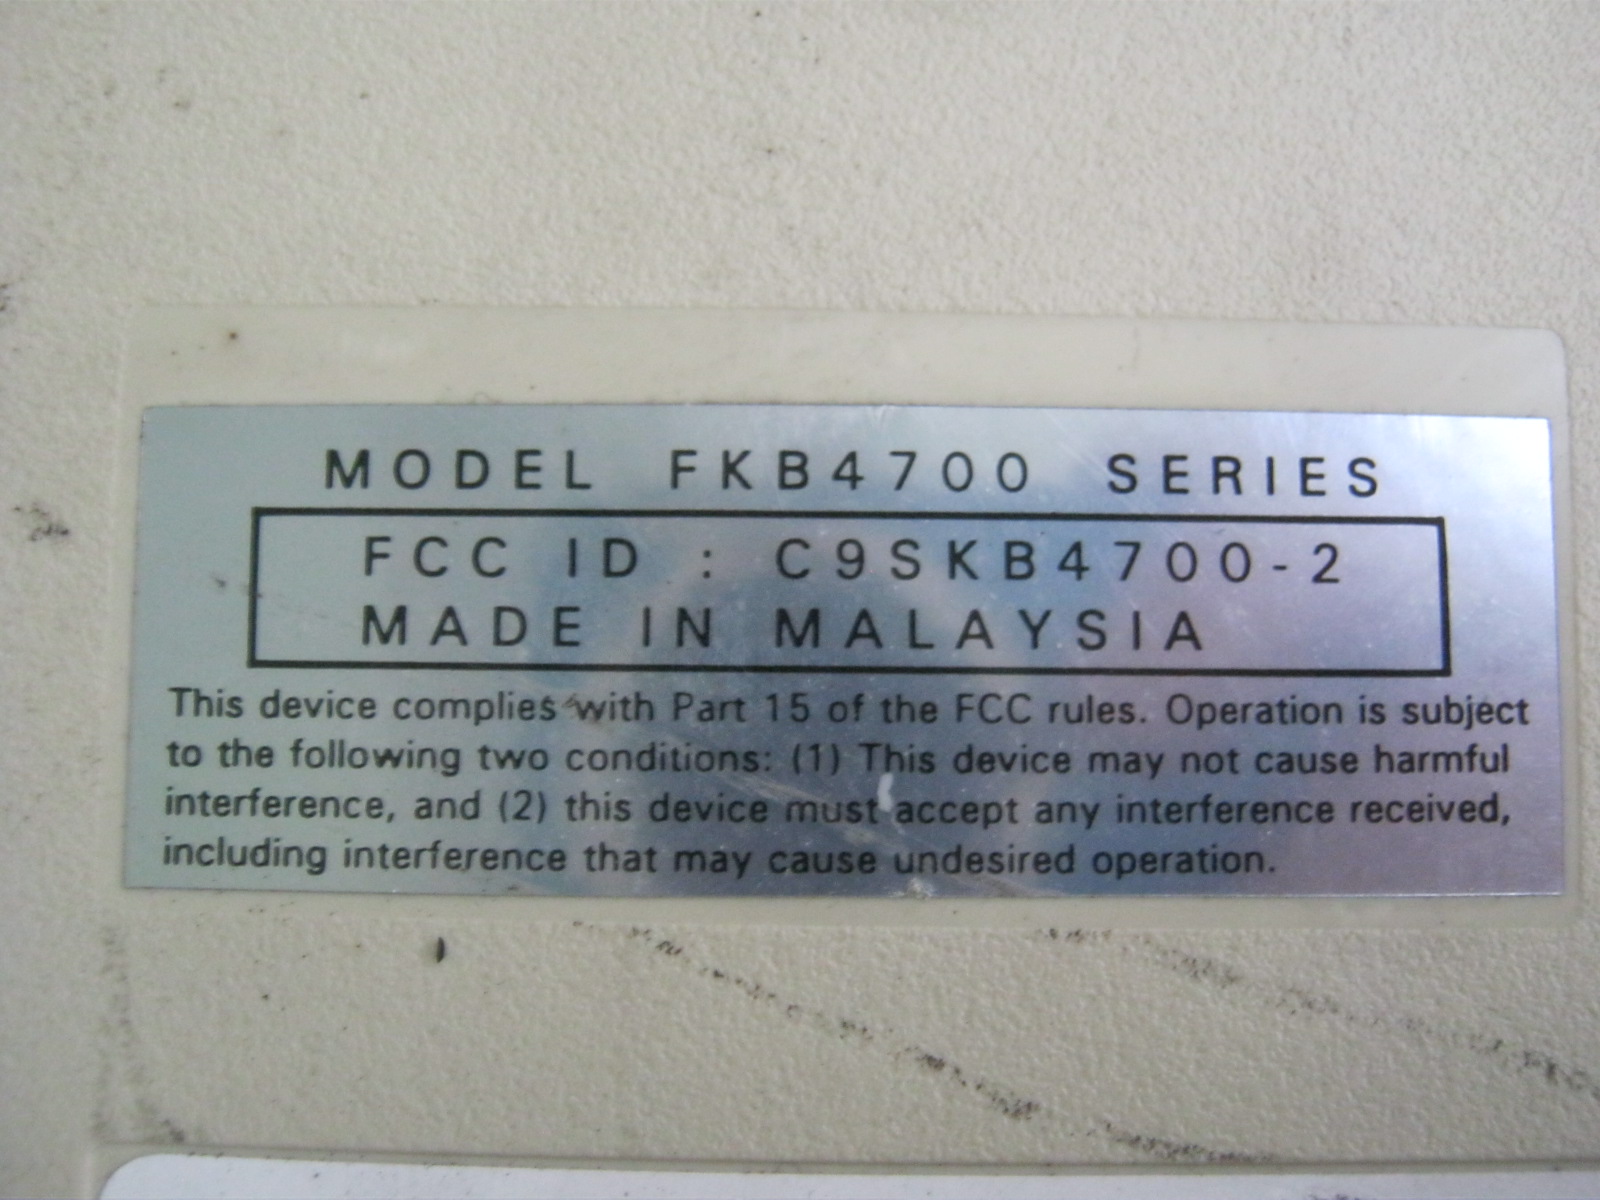 MODEL FKB4700 SERIES
FCC ID : C9SKB4700-2
MADE IN MALAYSIA
This device complies with Part 15 of the FCC rules. Operation is subject
to the following two conditions: (1) This device may not cause harmful
interference, and (2) this device must accept any interference received,
including interference that may cause undesired operation.